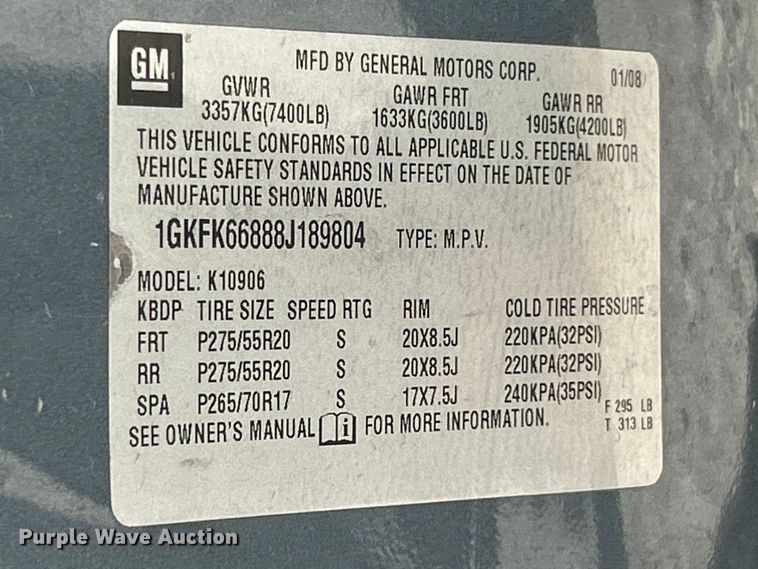 GM
MFD BY GENERAL MOTORS CORP. 01/08
GVWR GAWR FRT GAWR RR
3357KG(7400LB) 1633KG(3600LB) 1905KG(4200LB)
THIS VEHICLE CONFORMS TO ALL APPLICABLE U.S. FEDERAL MOTOR
VEHICLE SAFETY STANDARDS IN EFFECT ON THE DATE OF
MANUFACTURE SHOWN ABOVE.
1GKFK66888J189804 TYPE: M.P.V.
MODEL: K10906
KBDP TIRE SIZE SPEED RTG RIM COLD TIRE PRESSURE
FRT P275/55R20 S 20X8.5J 220KPA(32PSI)
RR P275/55R20 S 20X8.5J 220KPA(32PSI)
SPA P265/70R17 S 17X7.5J 240KPA(35PSI)
F 295 LB
SEE OWNER'S MANUAL i FOR MORE INFORMATION. T 313 LB
Purple Wave Auction